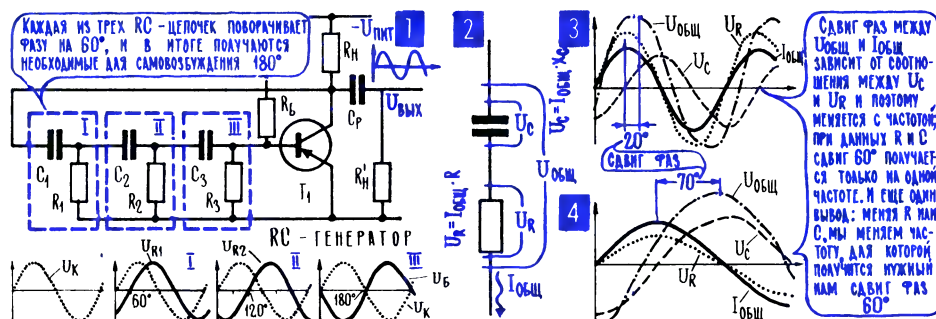 Каждая из трех RC-цепочек поворачивает
фазу на 60°, и в итоге получаются
необходимые для самовозбуждения 180°
-Uпит
1
Rн
Uвых
Rб
Cр
I
II
III
C1
R1
C2
R2
C3
R3
T1
R'н
RC - генератор
Uк
UR1
I
60°
UR2
II
120°
III
180°
Uб
Uк
2
UC = Iобщ XC
UC
Uобщ
UR = Iобщ · R
UR
Iобщ
3
Uобщ
UR
Iобщ
UC
20°
Сдвиг фаз
70°
4
Uобщ
UC
UR
Iобщ
Сдвиг фаз между
Uобщ и Iобщ
зависит от соотно-
шения между UC
и UR и поэтому
меняется с частотой,
при данных R и C
сдвиг 60° получает-
ся только на одной
частоте. И еще один
вывод: меняя R или
C, мы меняем час-
тоту, для которой
получится нужный
нам сдвиг фаз
60°